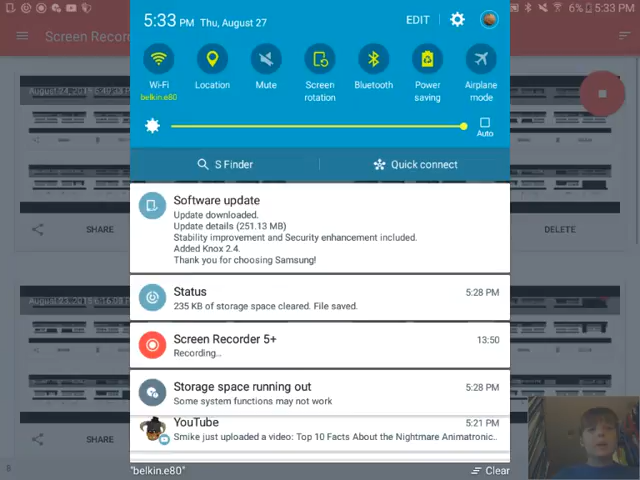 6% 5:33 PM
Screen Recor
5:33 PM Thu, August 27
EDIT
Wi-Fi
belkin.e80
Location
Mute
Screen
rotation
Bluetooth
Power
saving
Airplane
mode
Auto
S Finder
Quick connect
Software update
Update downloaded.
Update details (251.13 MB)
Stability improvement and Security enhancement included.
Added Knox 2.4.
Thank you for choosing Samsung!
SHARE
DELETE
Status
5:28 PM
235 KB of storage space cleared. File saved.
Screen Recorder 5+
13:50
Recording..
Storage space running out
5:28 PM
Some system functions may not work
YouTube
5:21 PM
Smike just uploaded a video: Top 10 Facts About the Nightmare Animatronic..
SHARE
"belkin.e80"
Clear